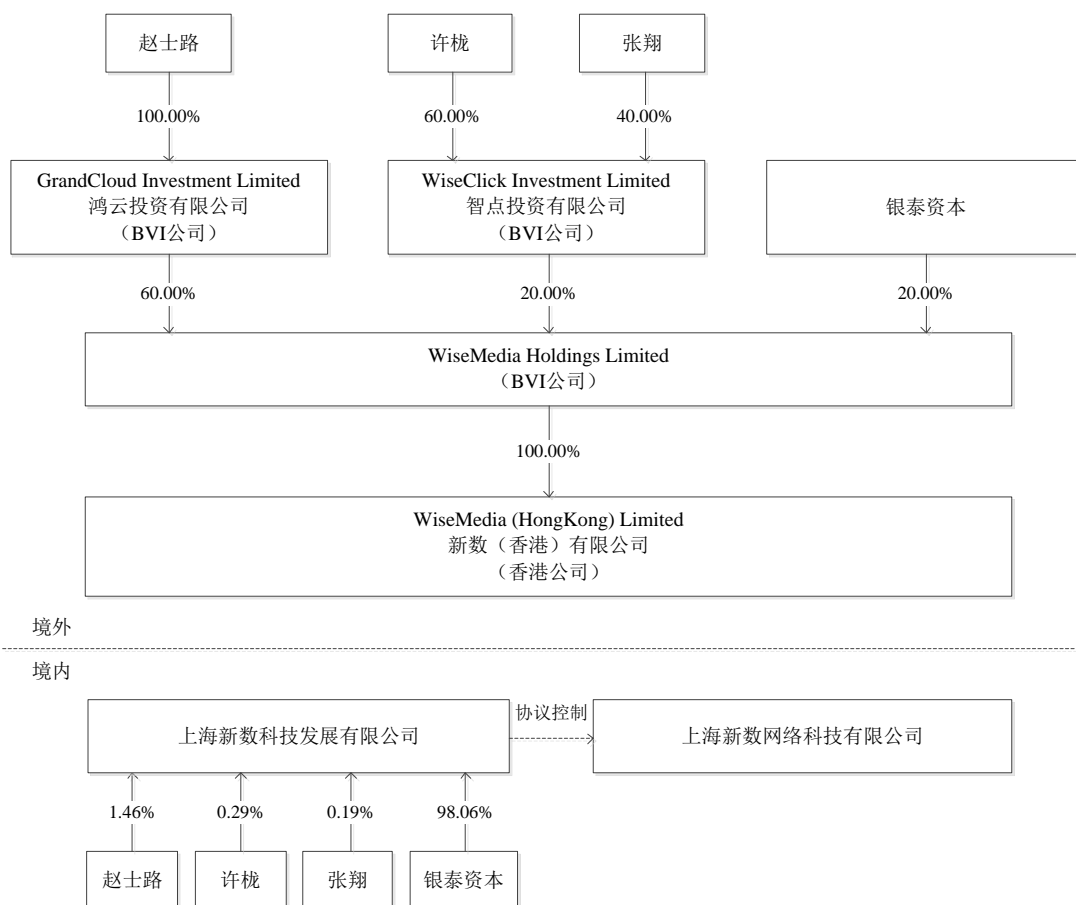 赵士路
许栊
张翔
100.00%
60.00%
40.00%
GrandCloud Investment Limited
鸿云投资有限公司
（BVI公司）
WiseClick Investment Limited
智点投资有限公司
（BVI公司）
银泰资本
60.00%
20.00%
20.00%
WiseMedia Holdings Limited
（BVI公司）
100.00%
WiseMedia (HongKong) Limited
新数（香港）有限公司
（香港公司）
境外
境内
上海新数科技发展有限公司
协议控制
上海新数网络科技有限公司
1.46%
0.29%
0.19%
98.06%
赵士路
许栊
张翔
银泰资本